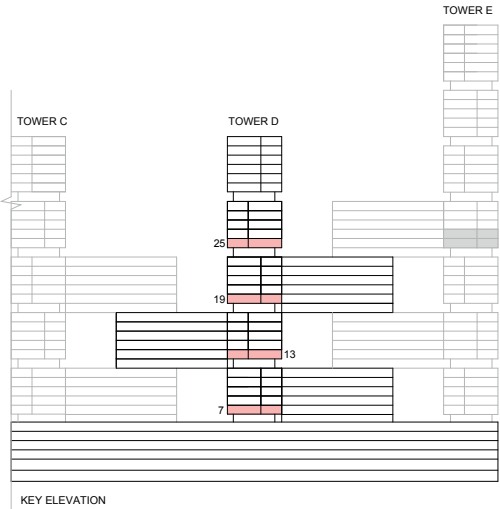 TOWER E
TOWER C
TOWER D
25
19
13
7
KEY ELEVATION